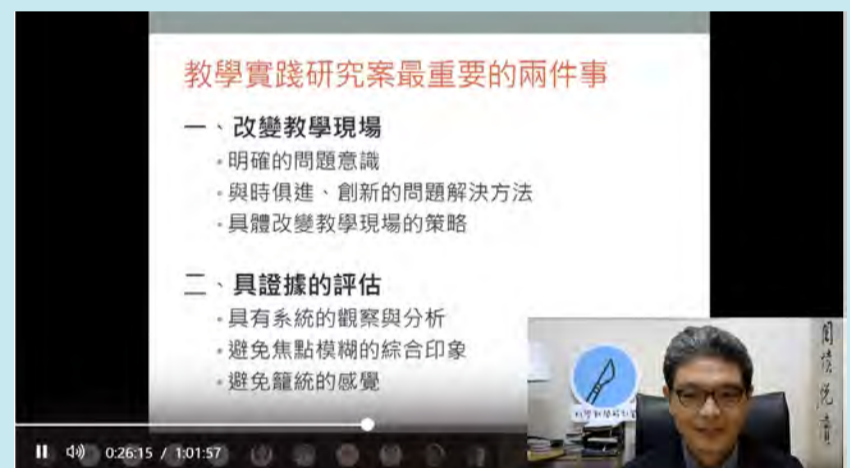 教學實踐研究案最重要的兩件事
一、改變教學現場
•明確的問題意識
•與時俱進、創新的問題解決方法
•具體改變教學現場的策略
二、具證據的評估
•具有系統的觀察與分析
•避免焦點模糊的綜合印象
•避免籠統的感覺
0:26:15 / 1:01:57